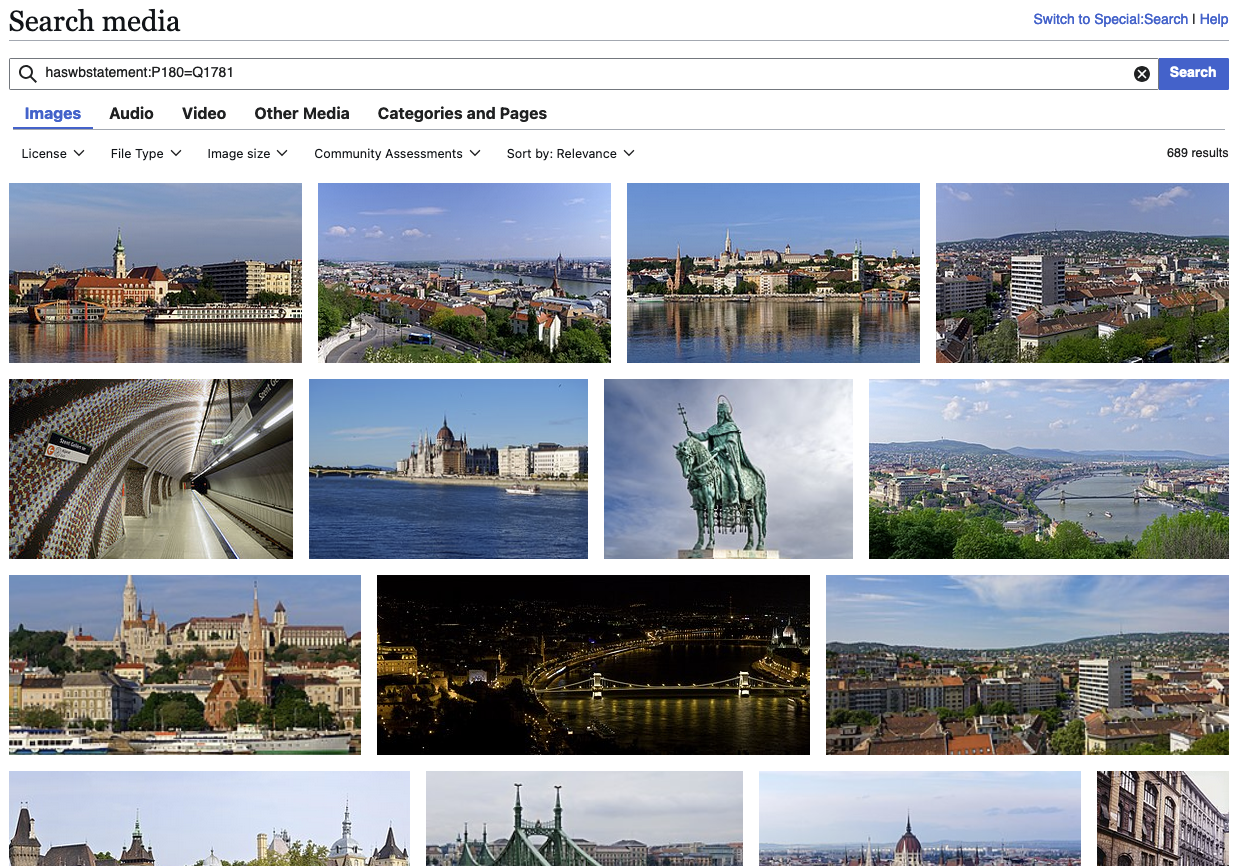 Search media
Switch to Special:Search | Help
haswbstatement:P180=Q1781
Search
Images Audio Video Other Media Categories and Pages
License File Type Image size Community Assessments Sort by: Relevance 689 results